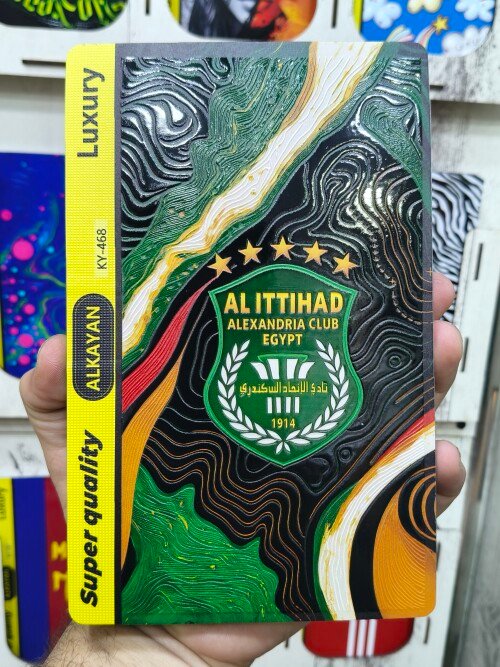 Luxury
KY-468
ALKAYAN
Super quality
AL ITTIHAD
ALEXANDRIA CLUB
EGYPT
نادي الاتحاد السكندري
1914